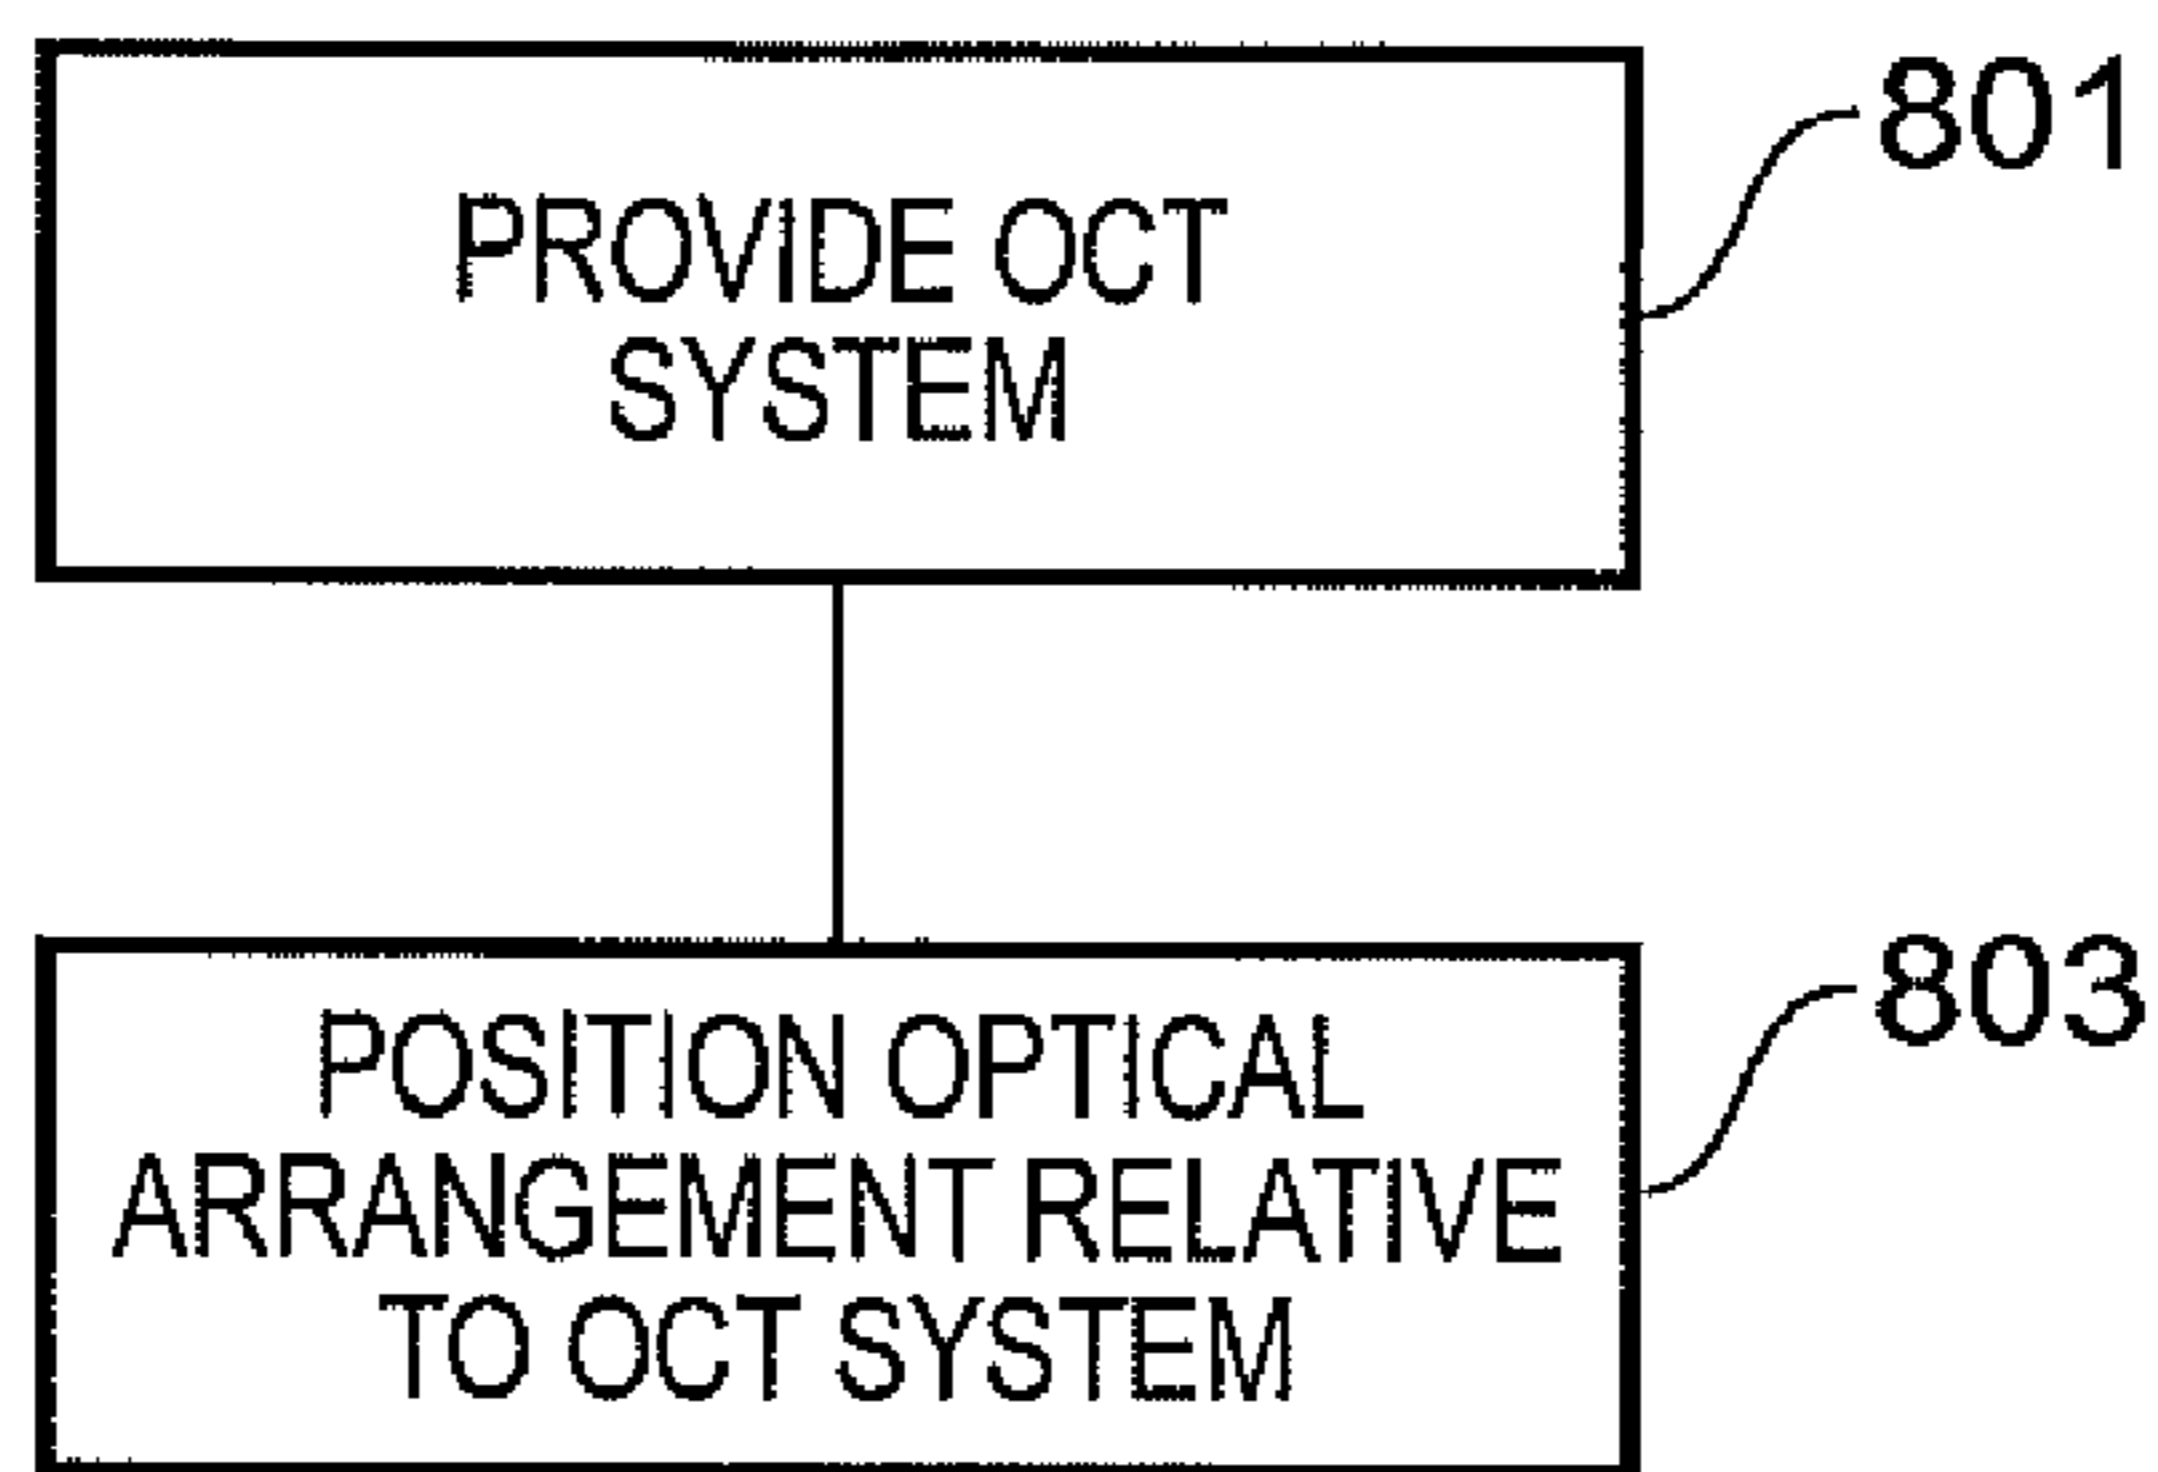 801
PROVIDE OCT
SYSTEM
803
POSITION OPTICAL
ARRANGEMENT RELATIVE
TO OCT SYSTEM